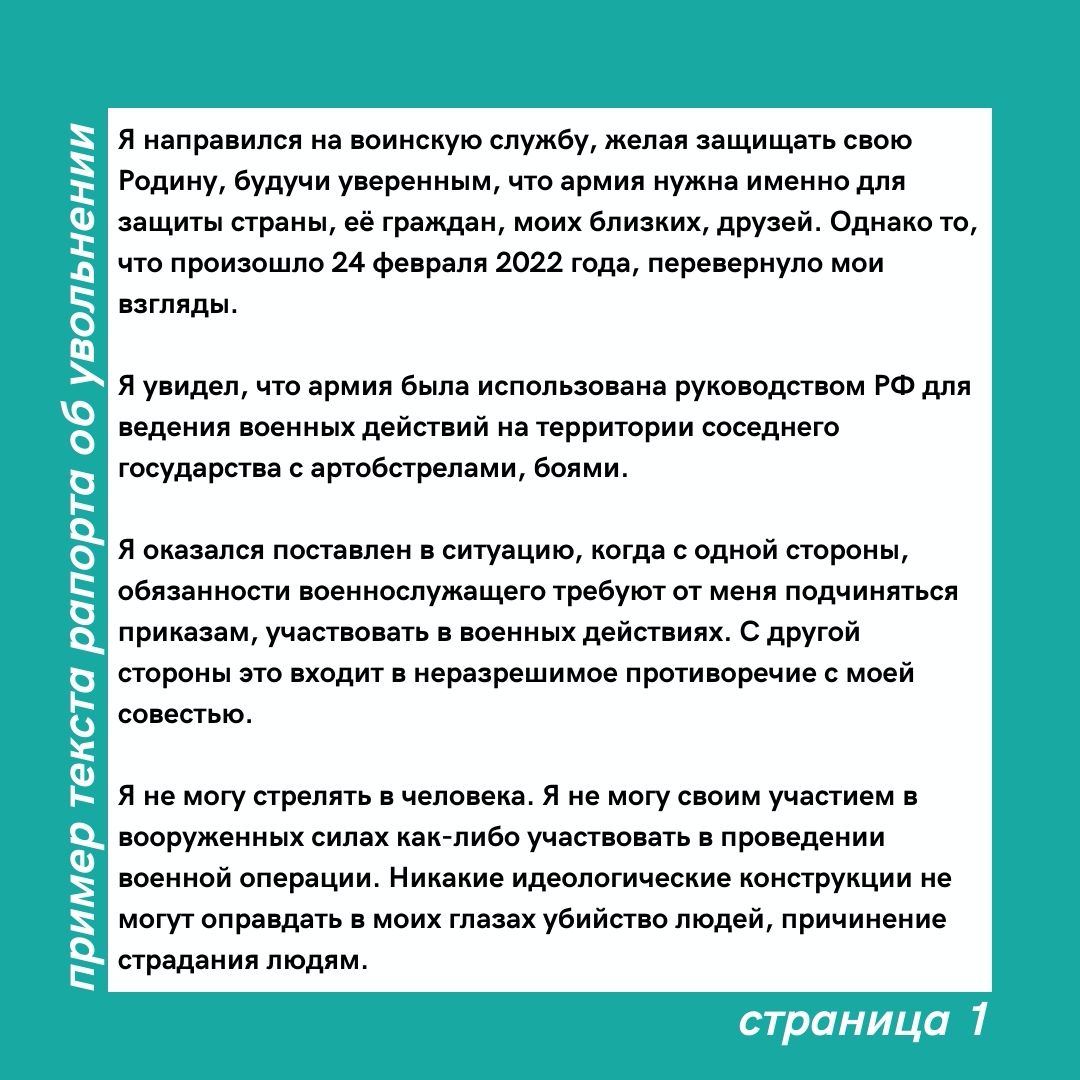 пример текста рапорта об увольнении
Я направился на воинскую службу, желая защищать свою
Родину, будучи уверенным, что армия нужна именно для
защиты страны, её граждан, моих близких, друзей. Однако то,
что произошло 24 февраля 2022 года, перевернуло мои
взгляды.
Я увидел, что армия была использована руководством РФ для
ведения военных действий на территории соседнего
государства с артобстрелами, боями.
Я оказался поставлен в ситуацию, когда с одной стороны,
обязанности военнослужащего требуют от меня подчиняться
приказам, участвовать в военных действиях. С другой
стороны это входит в неразрешимое противоречие с моей
совестью.
Я не могу стрелять в человека. Я не могу своим участием в
вооруженных силах как-либо участвовать в проведении
военной операции. Никакие идеологические конструкции не
могут оправдать в моих глазах убийство людей, причинение
страдания людям.
страница 1